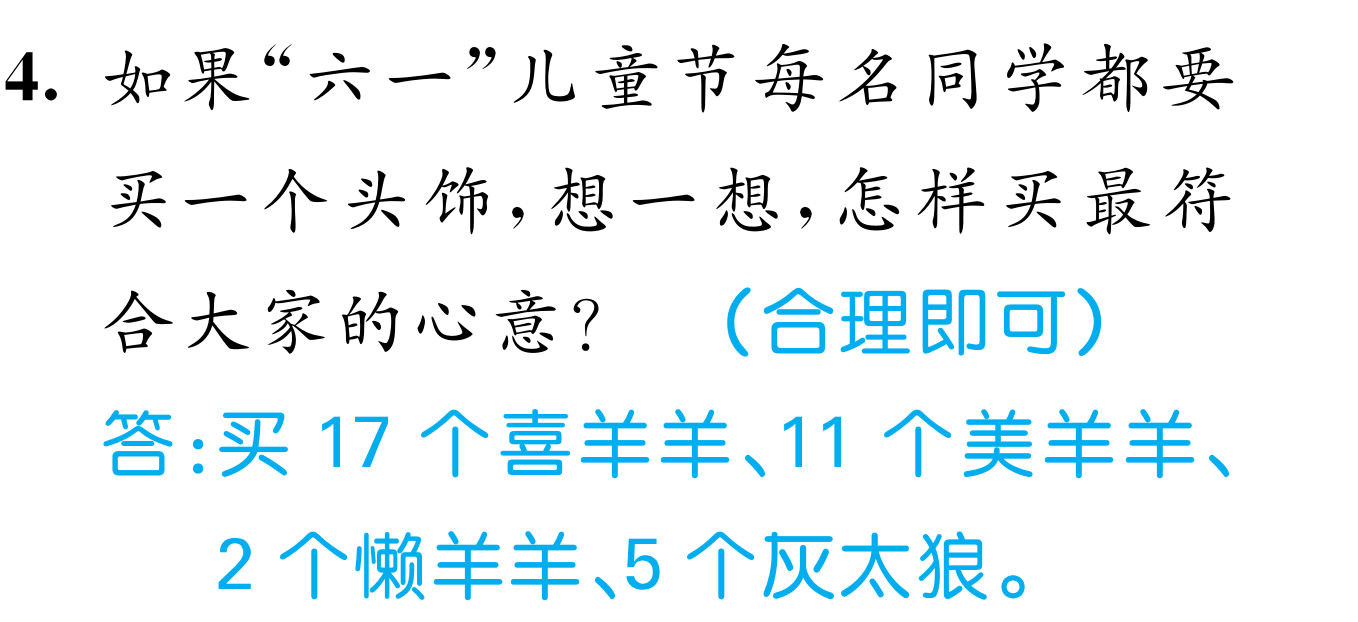 4. 如果“六一”儿童节每名同学都要
买一个头饰,想一想,怎样买最符
合大家的心意? (合理即可)
答:买 17 个喜羊羊、11 个美羊羊、
2 个懒羊羊、5 个灰太狼。